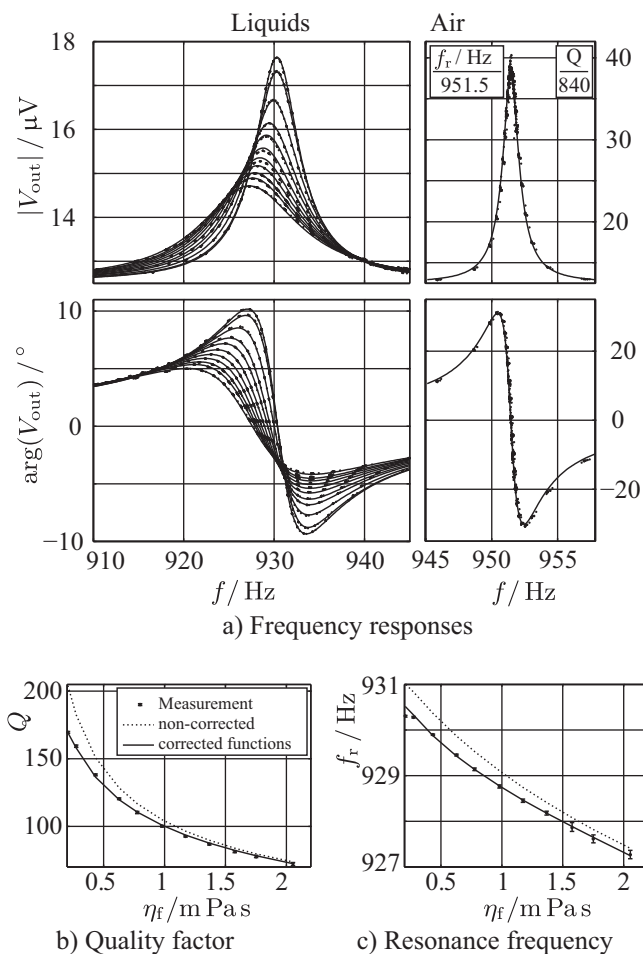 Liquids Air
18
16
14
|V_out| / μV
f_r / Hz
951.5
Q
840
40
30
20
10
0
−10
arg(V_out) / °
20
0
−20
910 920 930 940
945 950 955
f / Hz f / Hz
a) Frequency responses
200
150
100
Q
Measurement
non-corrected
corrected functions
0.5 1 1.5 2
η_f/m Pa s
b) Quality factor
931
929
927
f_r / Hz
0.5 1 1.5 2
η_f/m Pa s
c) Resonance frequency